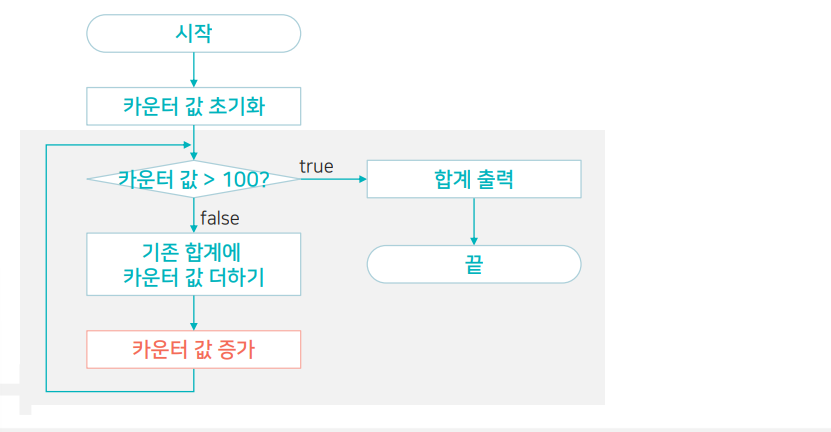 시작
카운터 값 초기화
카운터 값 > 100?
true
합계 출력
false
기존 합계에
카운터 값 더하기
끝
카운터 값 증가